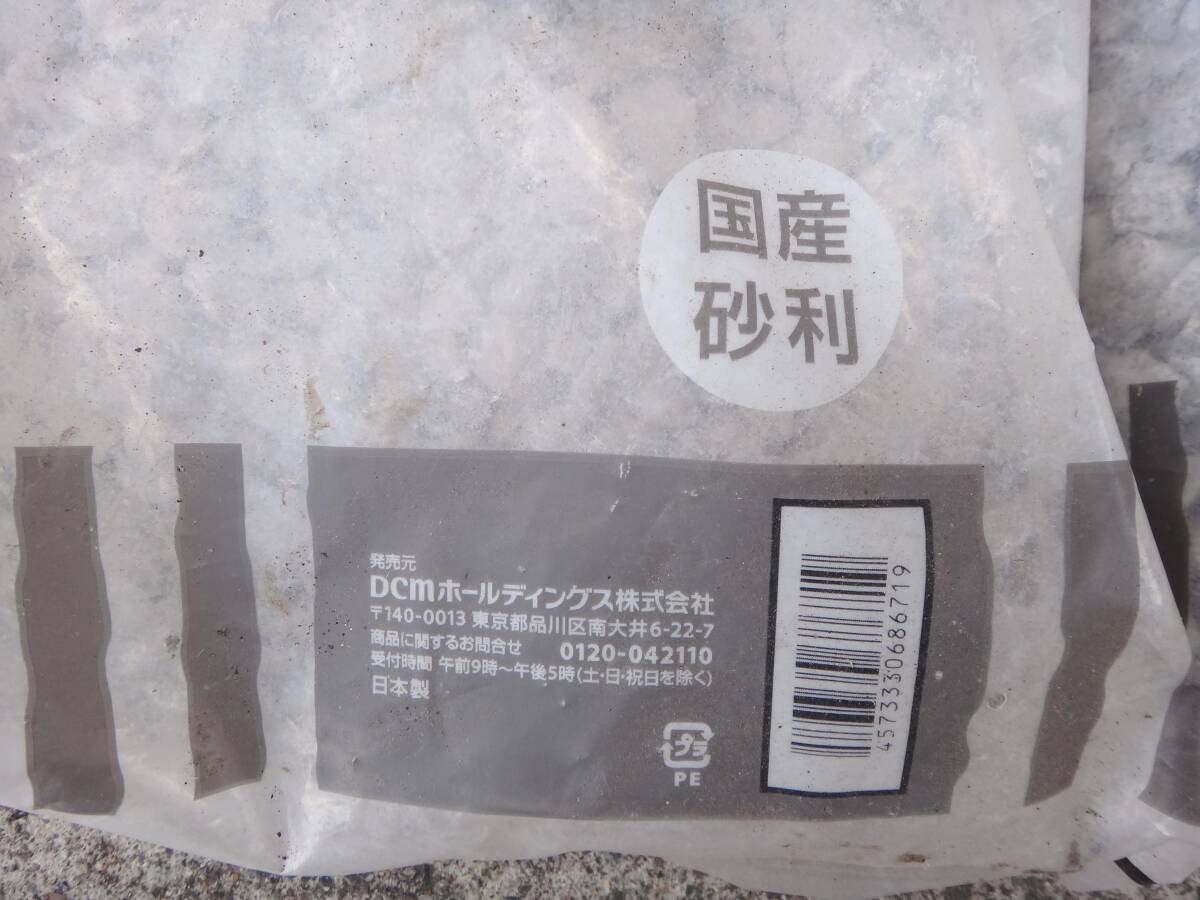 国産
砂利
発売元
DCMホールディングス株式会社
〒140-0013 東京都品川区南大井6-22-7
商品に関するお問合せ 0120-042110
受付時間 午前9時～午後5時(土・日・祝日を除く)
日本製
プラ
PE
4573330686719